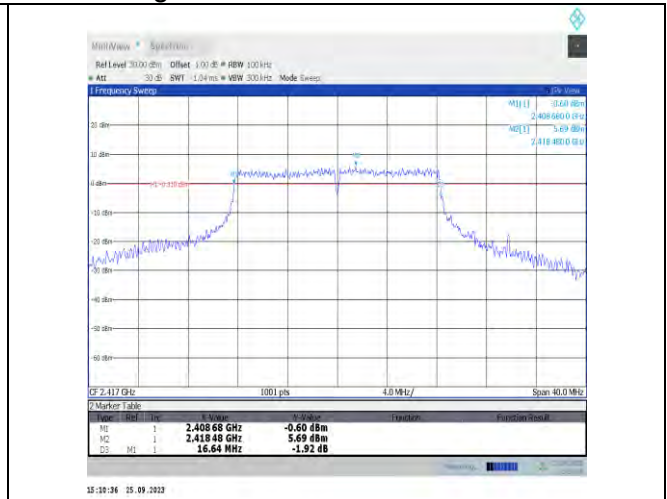 MultiView Spectrum
Ref Level 30.00 dBm Offset 1.00 dB RBW 100 kHz
Att 30 dB SWT 1.04 ms VBW 300 kHz Mode Sweep
1 Frequency Sweep
M1[1] -0.60 dBm
2.408 680 0 GHz
M2[1] 5.69 dBm
2.418 480 0 GHz
20 dBm
10 dBm
M2
0 dBm
-10 dBm
-20 dBm
-30 dBm
-40 dBm
-50 dBm
-60 dBm
CF 2.417 GHz 1001 pts 4.0 MHz/ Span 40.0 MHz
2 Marker Table
Type Ref Trc X-Value Y-Value Function Function Result
M1 1 2.408 68 GHz -0.60 dBm
M2 1 2.418 48 GHz 5.69 dBm
D3 M1 1 16.64 MHz -1.92 dB
15:10:36 25.09.2023